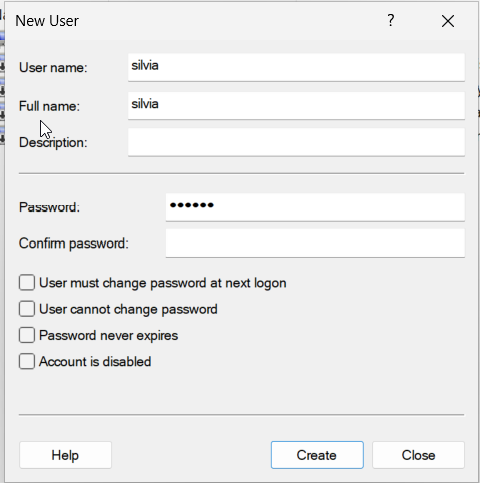 New User ?
User name: silvia
Full name: silvia
Description:
Password: ••••••
Confirm password:
User must change password at next logon
User cannot change password
Password never expires
Account is disabled
Help Create Close